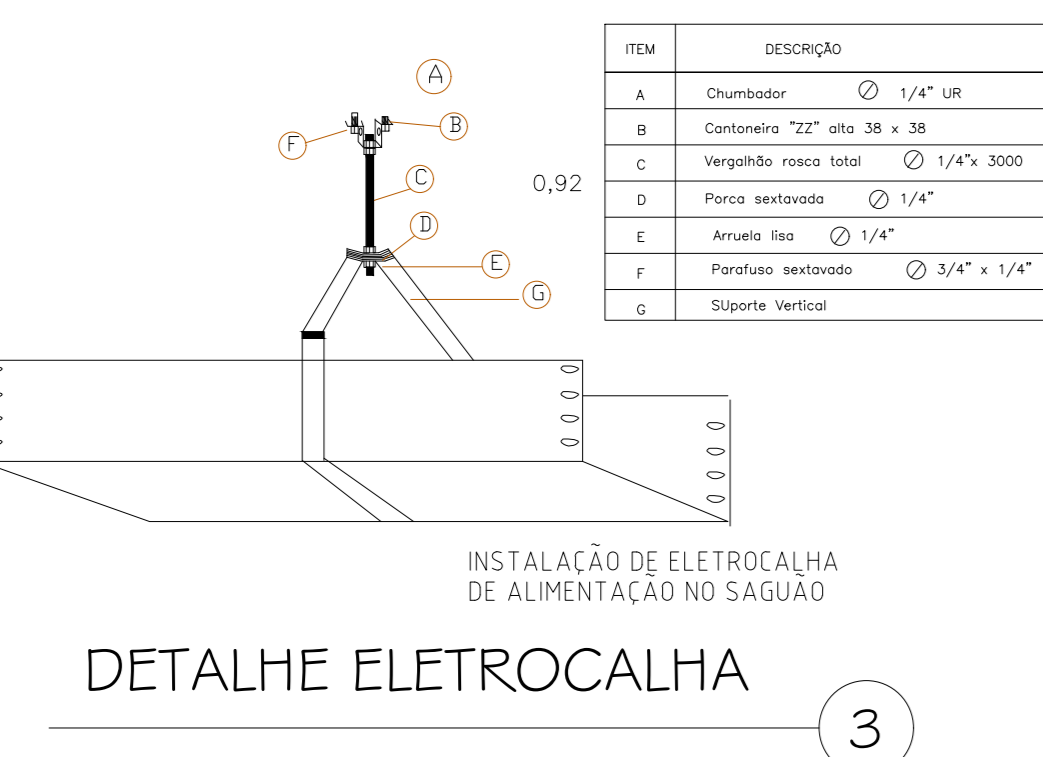 ITEM DESCRIÇÃO
A Chumbador ∅ 1/4" UR
B Cantoneira "ZZ" alta 38 x 38
C Vergalhão rosca total ∅ 1/4"x 3000
D Porca sextavada ∅ 1/4"
E Arruela lisa ∅ 1/4"
F Parafuso sextavado ∅ 3/4" x 1/4"
G SUporte Vertical
A
B
F
C
0,92
D
E
G
INSTALAÇÃO DE ELETROCALHA
DE ALIMENTAÇÃO NO SAGUÃO
DETALHE ELETROCALHA
3